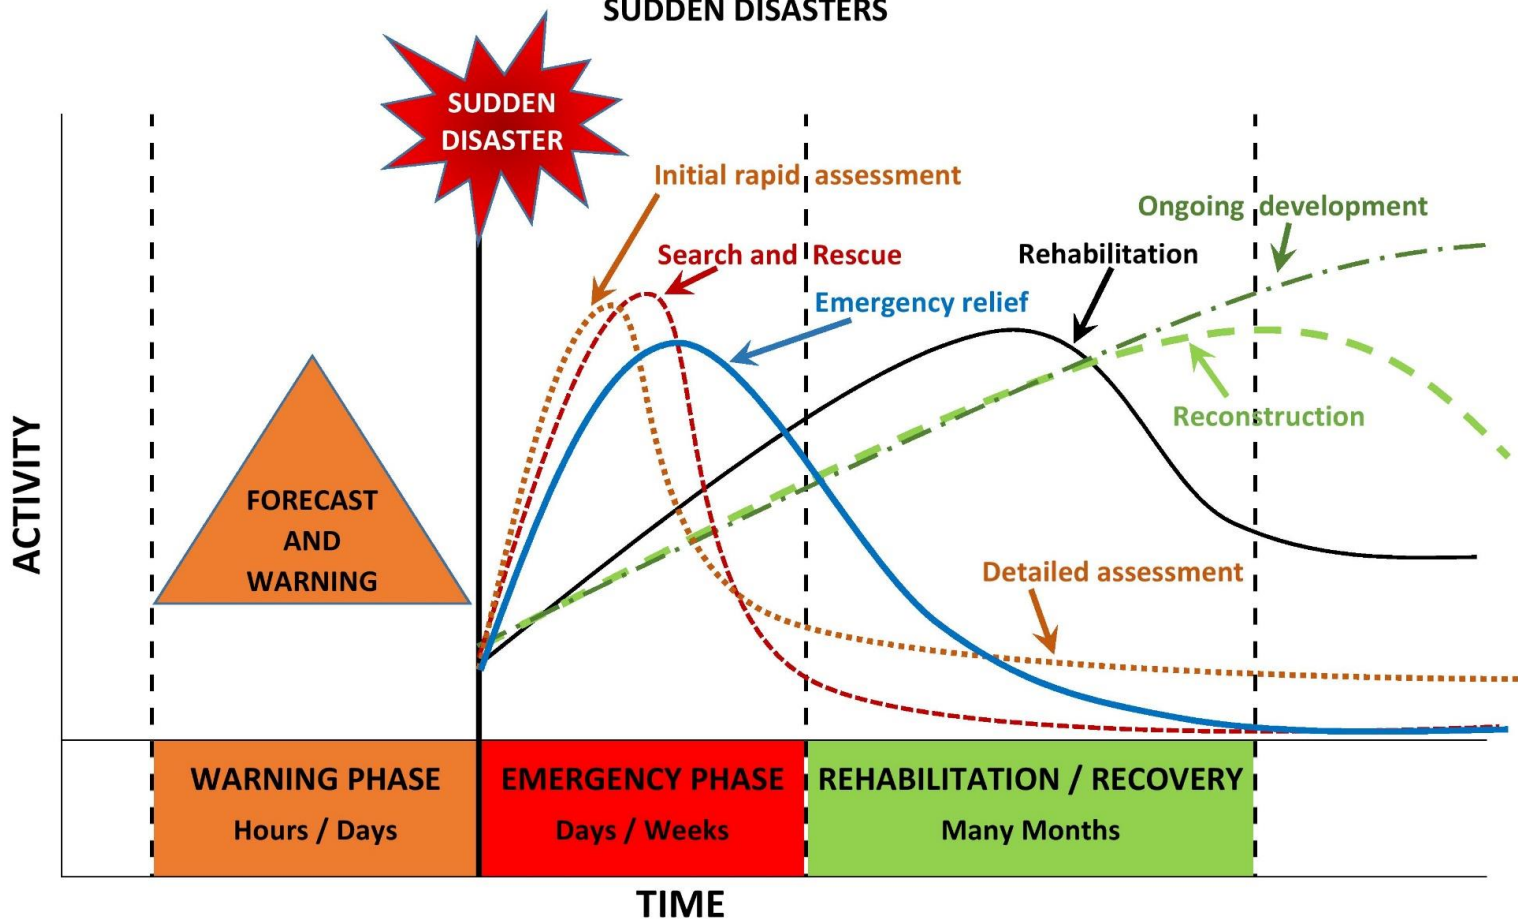 SUDDEN DISASTERS
SUDDEN
DISASTER
Initial rapid assessment
Ongoing development
Search and Rescue
Rehabilitation
Emergency relief
Reconstruction
ACTIVITY
FORECAST
AND
WARNING
Detailed assessment
WARNING PHASE
Hours / Days
EMERGENCY PHASE
Days / Weeks
REHABILITATION / RECOVERY
Many Months
TIME